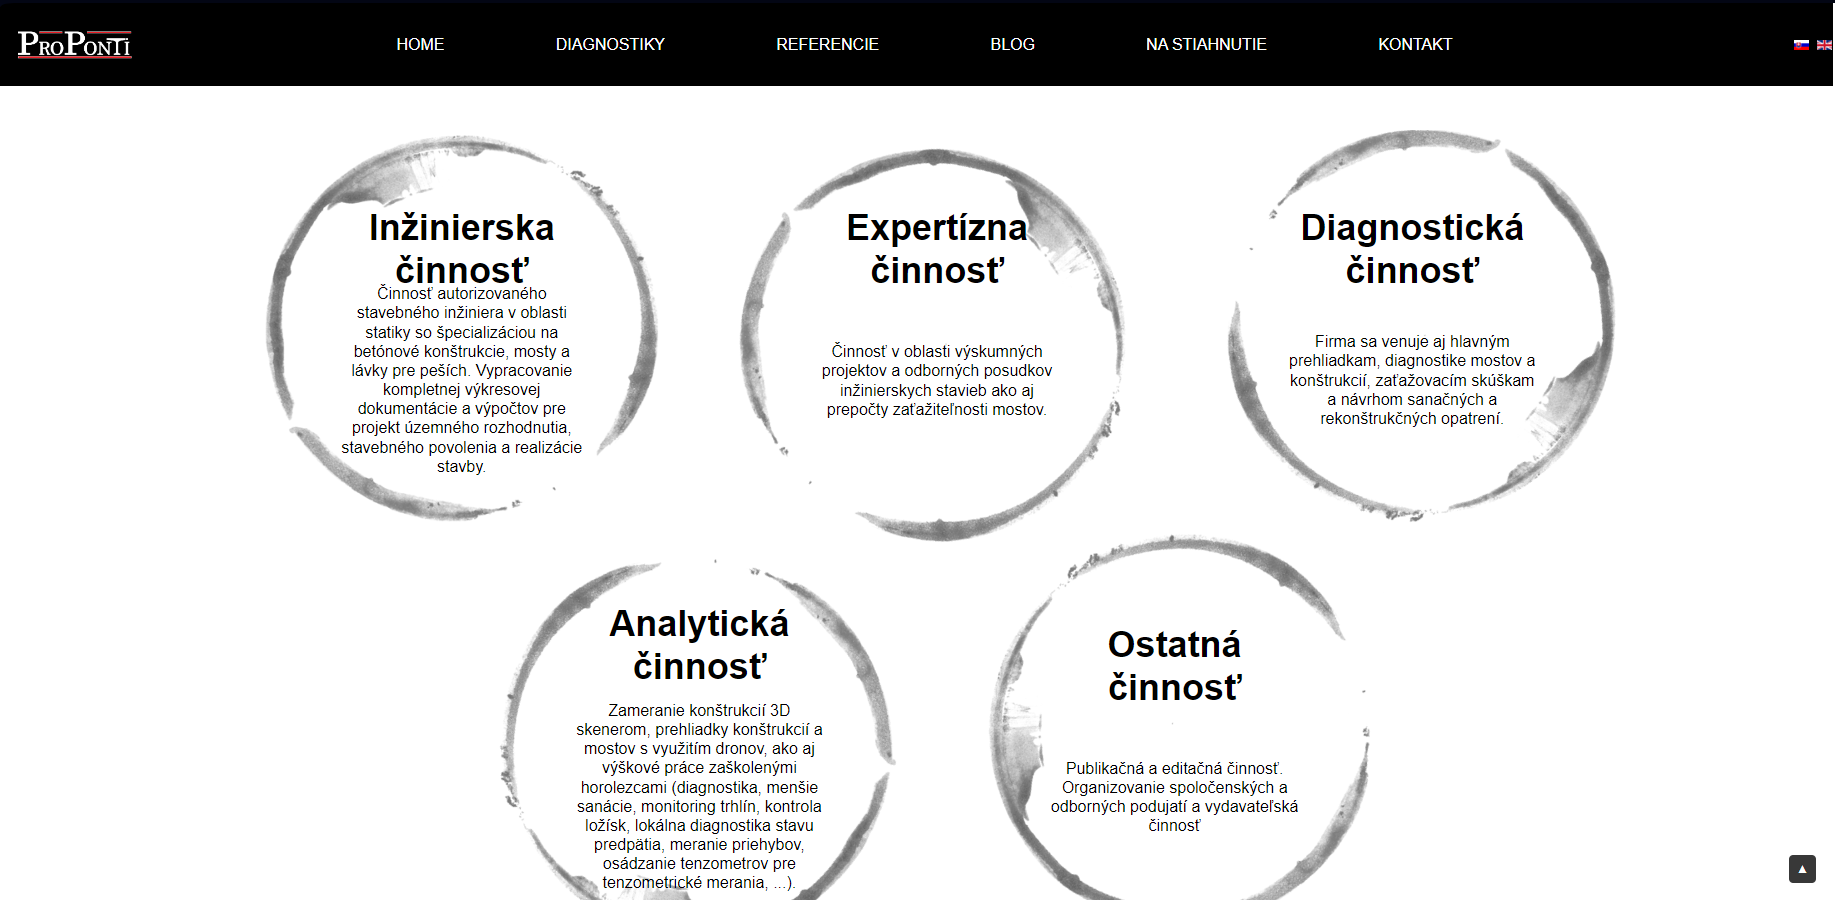 PROPONTI
HOME DIAGNOSTIKY REFERENCIE BLOG NA STIAHNUTIE KONTAKT
Inžinierska
činnosť
Činnosť autorizovaného
stavebného inžiniera v oblasti
statiky so špecializáciou na
betónové konštrukcie, mosty a
lávky pre peších. Vypracovanie
kompletnej výkresovej
dokumentácie a výpočtov pre
projekt územného rozhodnutia,
stavebného povolenia a realizácie
stavby.
Expertízna
činnosť
Činnosť v oblasti výskumných
projektov a odborných posudkov
inžinierskych stavieb ako aj
prepočty zaťažiteľnosti mostov.
Diagnostická
činnosť
Firma sa venuje aj hlavným
prehliadkam, diagnostike mostov a
konštrukcií, zaťažovacím skúškam
a návrhom sanačných a
rekonštrukčných opatrení.
Analytická
činnosť
Zameranie konštrukcií 3D
skenerom, prehliadky konštrukcií a
mostov s využitím dronov, ako aj
výškové práce zaškolenými
horolezcami (diagnostika, menšie
sanácie, monitoring trhlín, kontrola
ložísk, lokálna diagnostika stavu
predpätia, meranie priehybov,
osádzanie tenzometrov pre
tenzometrické merania, ...).
Ostatná
činnosť
Publikačná a editačná činnosť.
Organizovanie spoločenských a
odborných podujatí a vydavateľská
činnosť